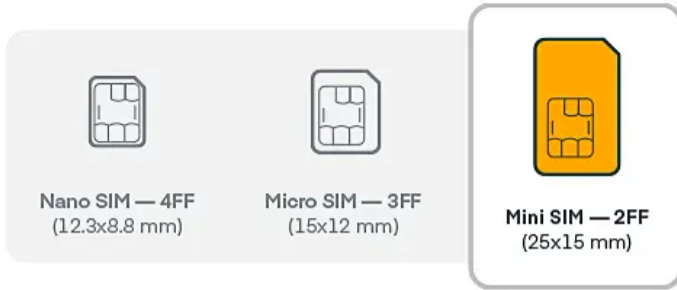 Nano SIM — 4FF
(12.3x8.8 mm)
Micro SIM — 3FF
(15x12 mm)
Mini SIM — 2FF
(25x15 mm)